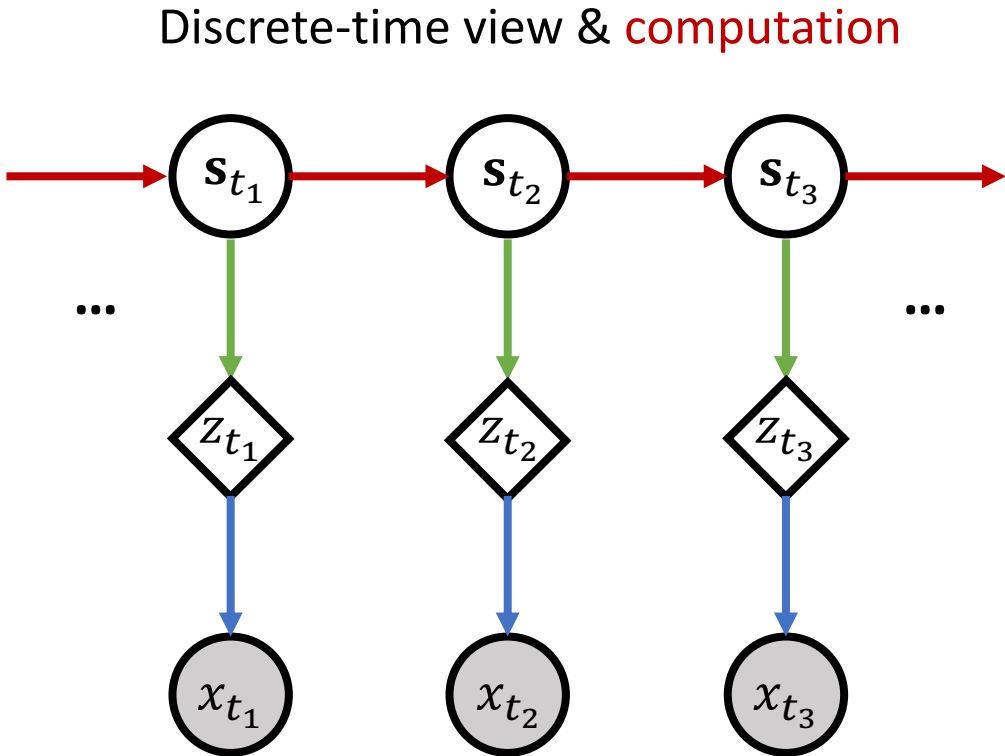 Discrete-time view & computation
s_{t_1} s_{t_2} s_{t_3}
... ...
z_{t_1} z_{t_2} z_{t_3}
x_{t_1} x_{t_2} x_{t_3}